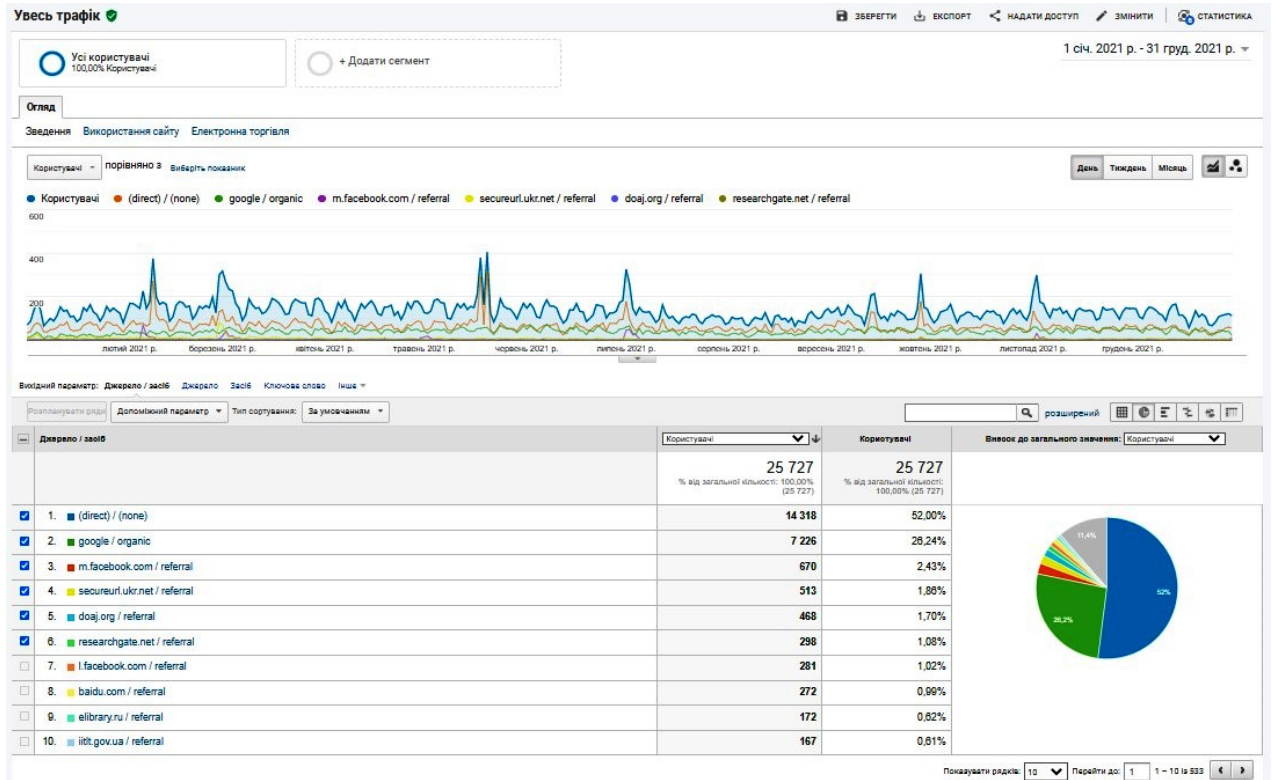 Увесь трафік
ЗБЕРЕГТИ ЕКСПОРТ НАДАТИ ДОСТУП ЗМІНИТИ СТАТИСТИКА
Усі користувачі
100,00% Користувачі
+ Додати сегмент
1 січ. 2021 р. - 31 груд. 2021 р.
Огляд
Зведення Використання сайту Електронна торгівля
Користувачі порівняно з Виберіть показник
День Тиждень Місяць
Користувачі (direct) / (none) google / organic m.facebook.com / referral secureurl.ukr.net / referral doaj.org / referral researchgate.net / referral
600
400
200
лютий 2021 р. березень 2021 р. квітень 2021 р. травень 2021 р. червень 2021 р. липень 2021 р. серпень 2021 р. вересень 2021 р. жовтень 2021 р. листопад 2021 р. грудень 2021 р.
Вихідний параметр: Джерело / засіб Джерело Засіб Ключове слово Інше
Розпланувати ряди Допоміжний параметр Тип сортування: За умовчанням
розширений
Джерело / засіб Користувачі Користувачі Внесок до загального значення: Користувачі
25 727 25 727
% від загальної кількості: 100,00% (25 727) % від загальної кількості: 100,00% (25 727)
1. (direct) / (none) 14 318 52,00%
2. google / organic 7 226 26,24%
3. m.facebook.com / referral 670 2,43%
4. secureurl.ukr.net / referral 513 1,86%
5. doaj.org / referral 468 1,70%
6. researchgate.net / referral 298 1,08%
7. l.facebook.com / referral 281 1,02%
8. baidu.com / referral 272 0,99%
9. elibrary.ru / referral 172 0,62%
10. iitlt.gov.ua / referral 167 0,61%
11,4%
52%
26,2%
Показувати рядків: 10 Перейти до: 1 1 – 10 із 533